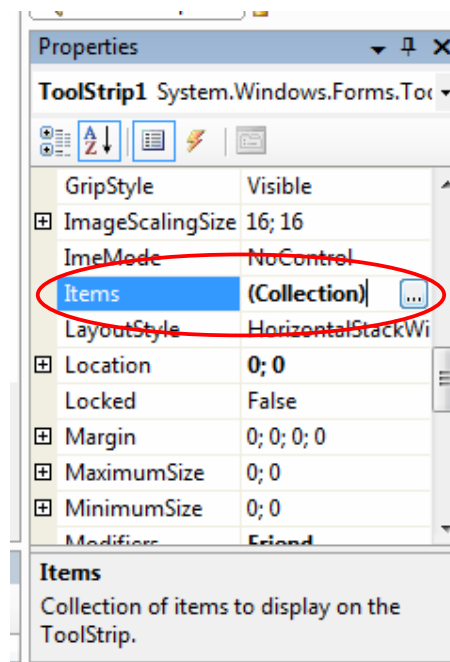 Properties
ToolStrip1 System.Windows.Forms.Too
GripStyle Visible
ImageScalingSize 16; 16
ImeMode NoControl
Items (Collection) ...
LayoutStyle HorizontalStackWi
Location 0; 0
Locked False
Margin 0; 0; 0; 0
MaximumSize 0; 0
MinimumSize 0; 0
Modifiers Friend
Items
Collection of items to display on the
ToolStrip.